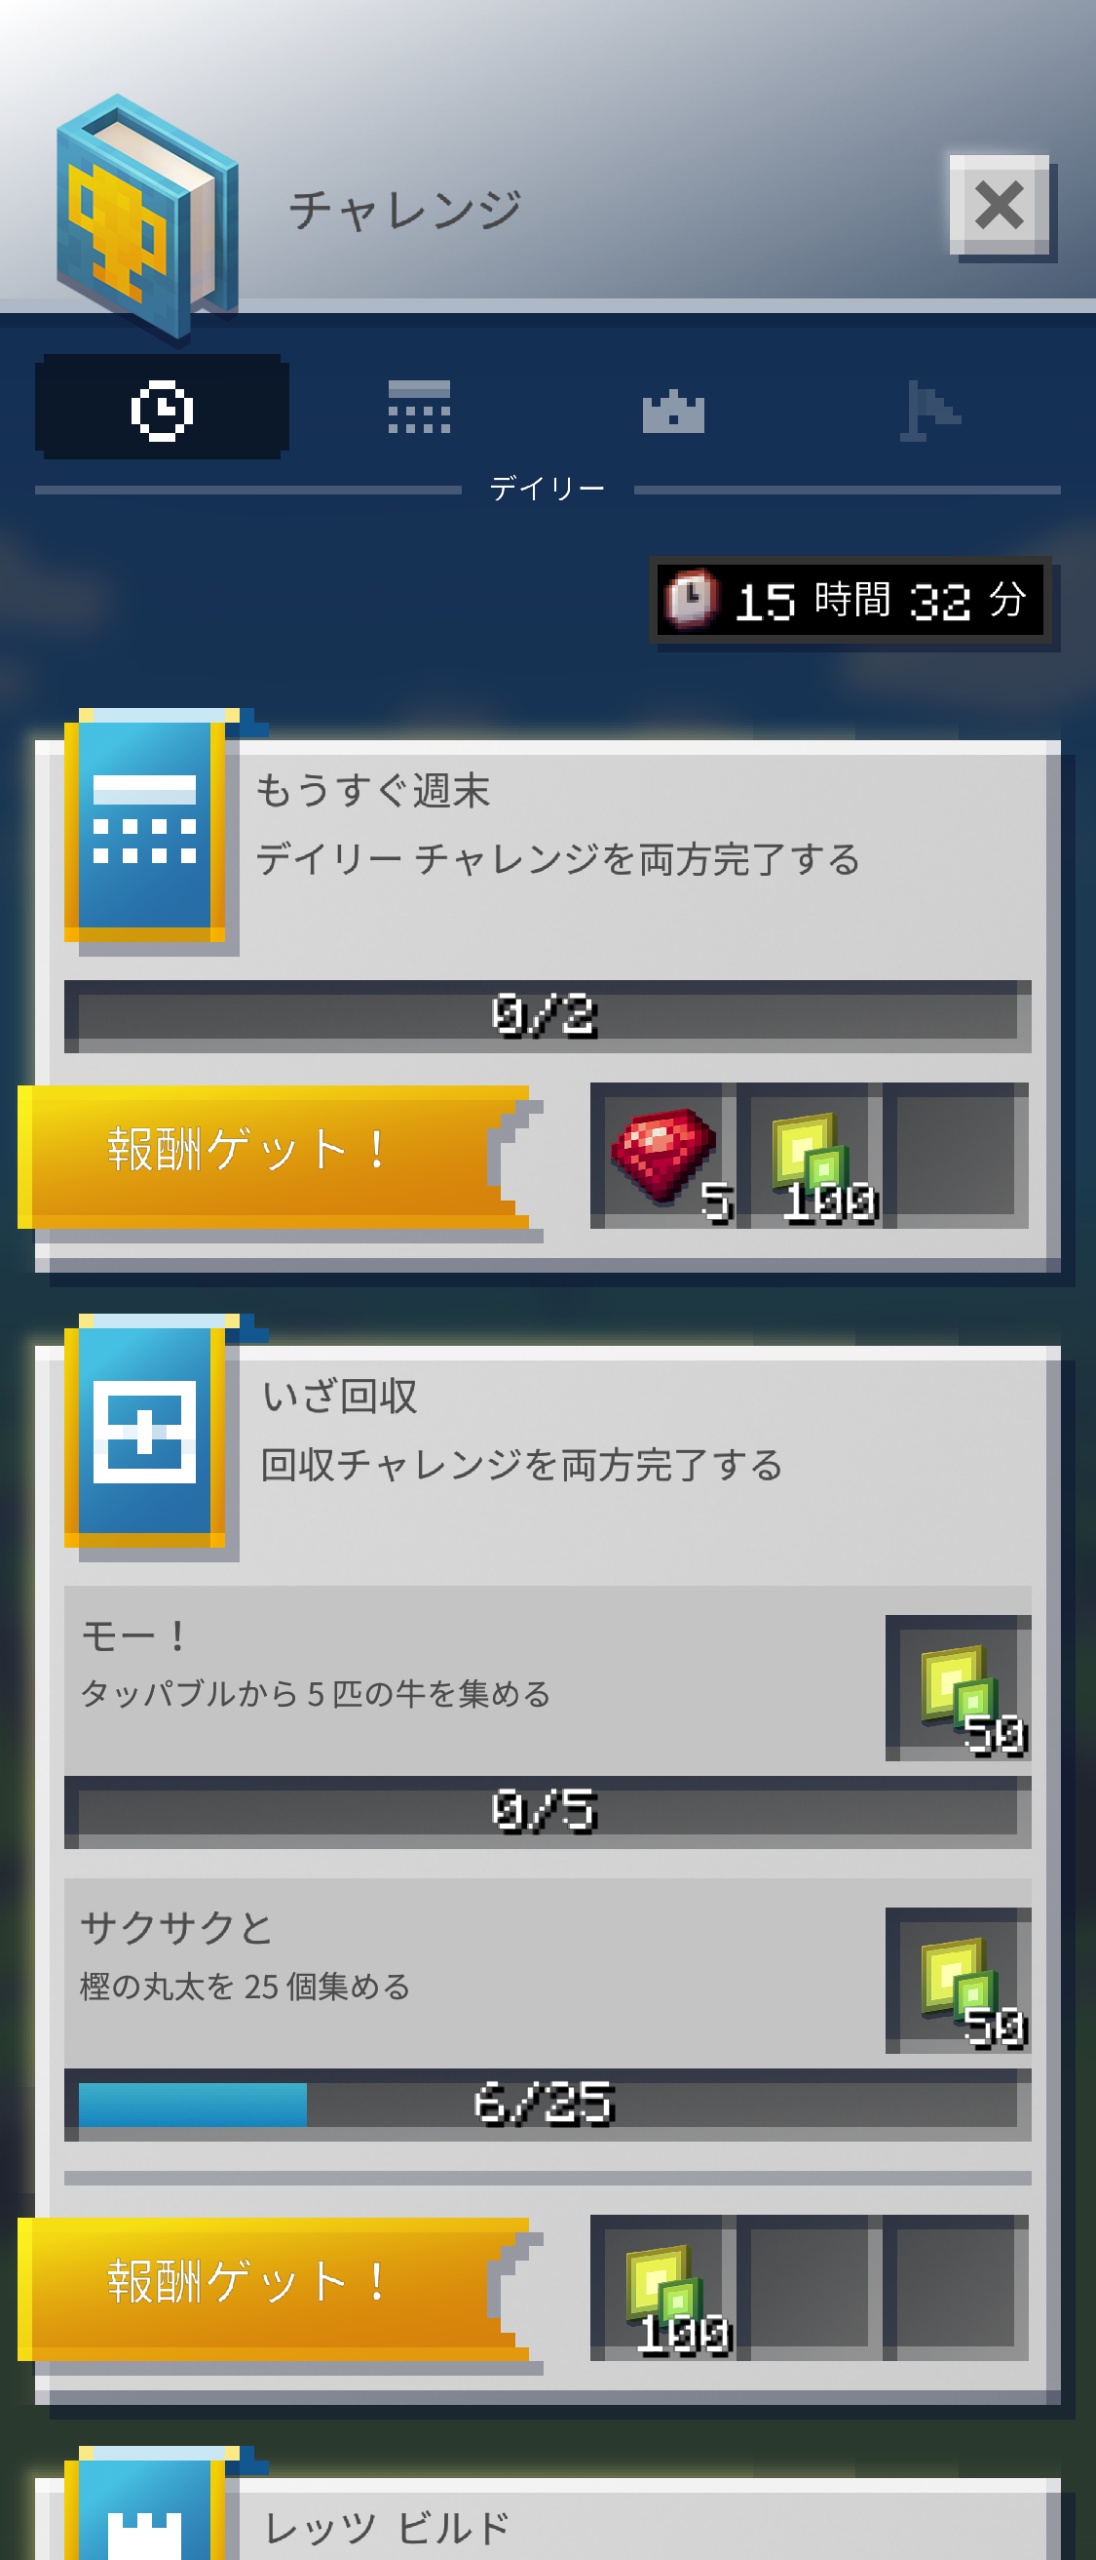 チャレンジ
デイリー
15 時間 32 分
もうすぐ週末
デイリー チャレンジを両方完了する
0/2
報酬ゲット！
5
100
いざ回収
回収チャレンジを両方完了する
モー！
タッパブルから 5 匹の牛を集める
50
0/5
サクサクと
樫の丸太を 25 個集める
50
6/25
報酬ゲット！
100
レッツ ビルド